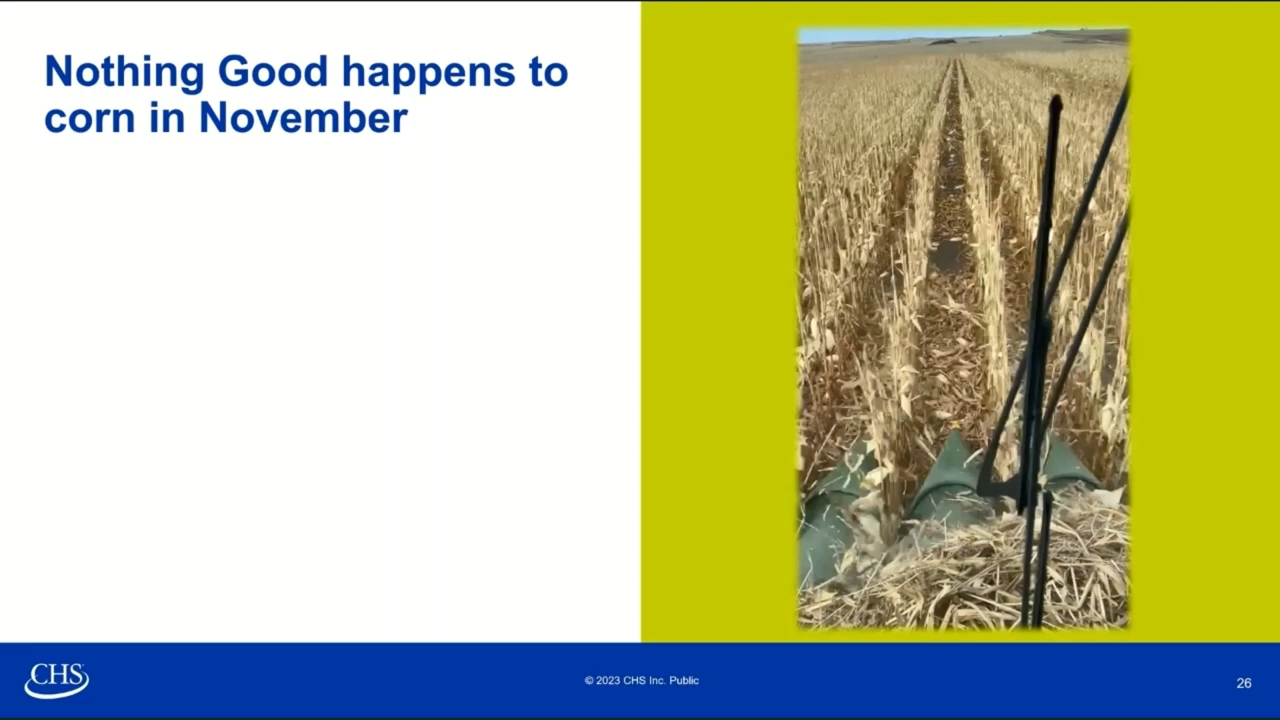 Nothing Good happens to
corn in November
CHS
© 2023 CHS Inc. Public
26